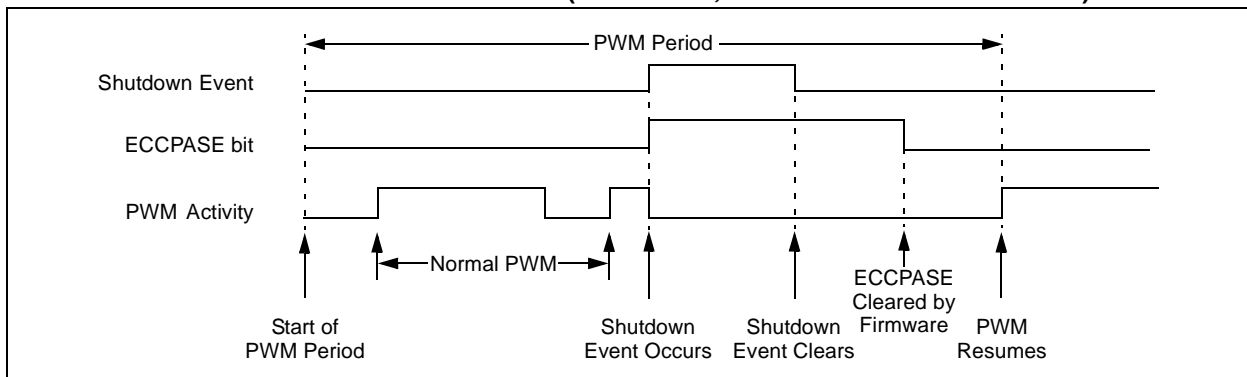 PWM Period
Shutdown Event
ECCPASE bit
PWM Activity
Normal PWM
Start of
PWM Period
Shutdown
Event Occurs
Shutdown
Event Clears
ECCPASE
Cleared by
Firmware
PWM
Resumes